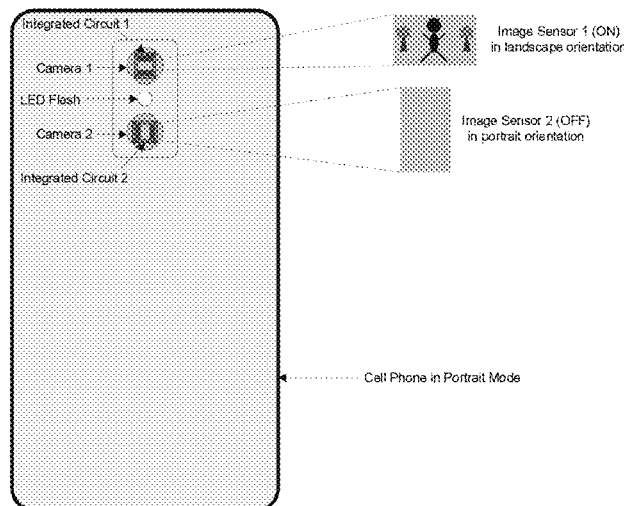 Integrated Circuit 1
Camera 1
LED Flash
Camera 2
Integrated Circuit 2
Image Sensor 1 (ON)
in landscape orientation
Image Sensor 2 (OFF)
in portrait orientation
Cell Phone in Portrait Mode